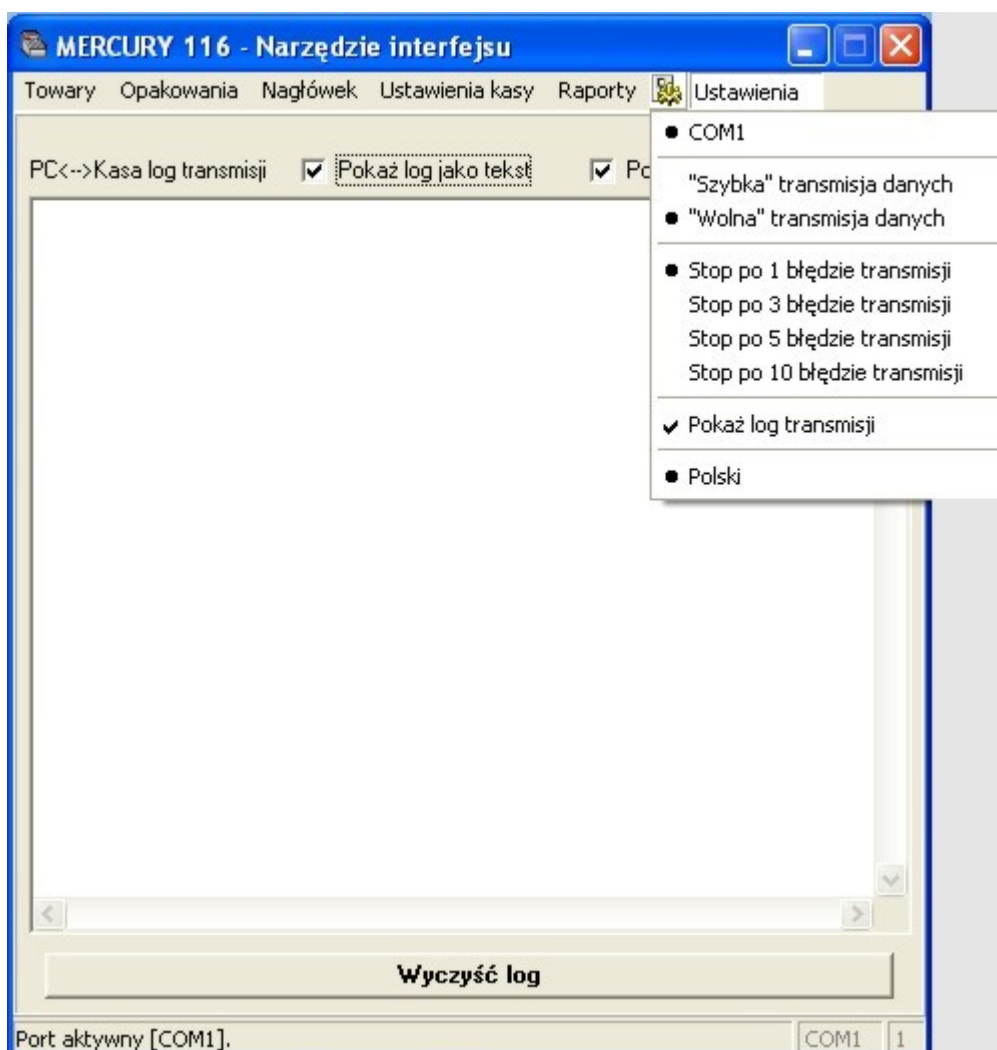 MERCURY 116 - Narzędzie interfejsu
Towary Opakowania Nagłówek Ustawienia kasy Raporty Ustawienia
COM1
PC<-->Kasa log transmisji Pokaż log jako tekst
"Szybka" transmisja danych
"Wolna" transmisja danych
Stop po 1 błędzie transmisji
Stop po 3 błędzie transmisji
Stop po 5 błędzie transmisji
Stop po 10 błędzie transmisji
Pokaż log transmisji
Polski
Wyczyść log
Port aktywny [COM1]. COM1 1